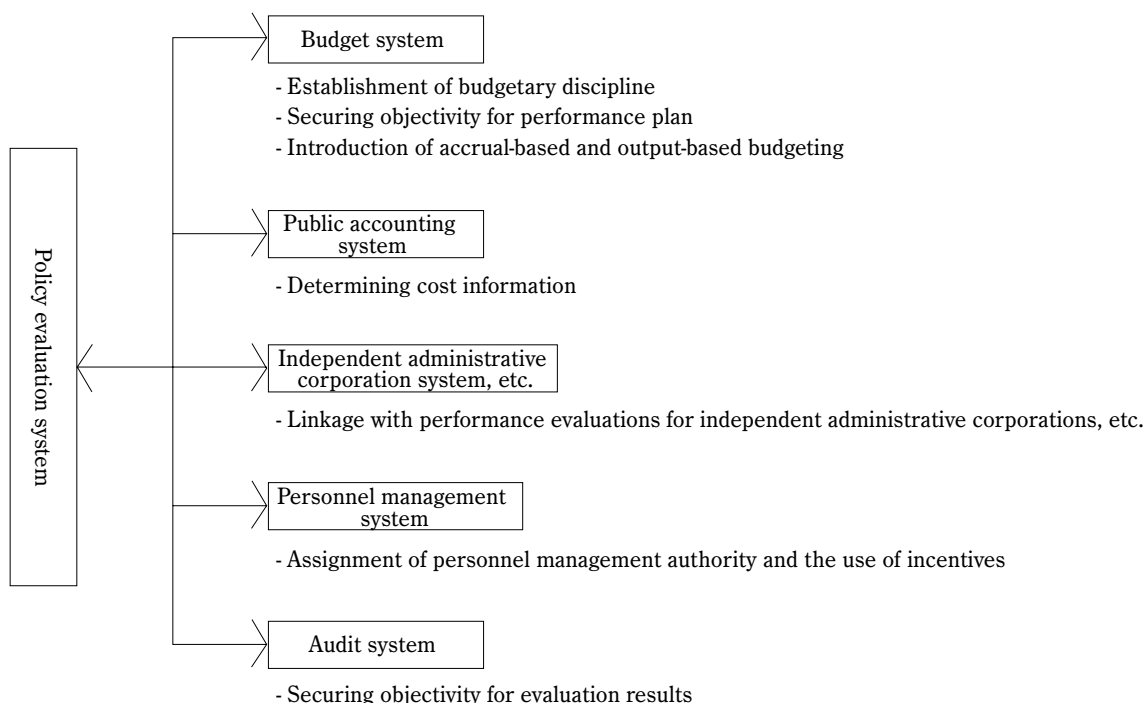 Policy evaluation system
Budget system
- Establishment of budgetary discipline
- Securing objectivity for performance plan
- Introduction of accrual-based and output-based budgeting
Public accounting
system
- Determining cost information
Independent administrative
corporation system, etc.
- Linkage with performance evaluations for independent administrative corporations, etc.
Personnel management
system
- Assignment of personnel management authority and the use of incentives
Audit system
- Securing objectivity for evaluation results